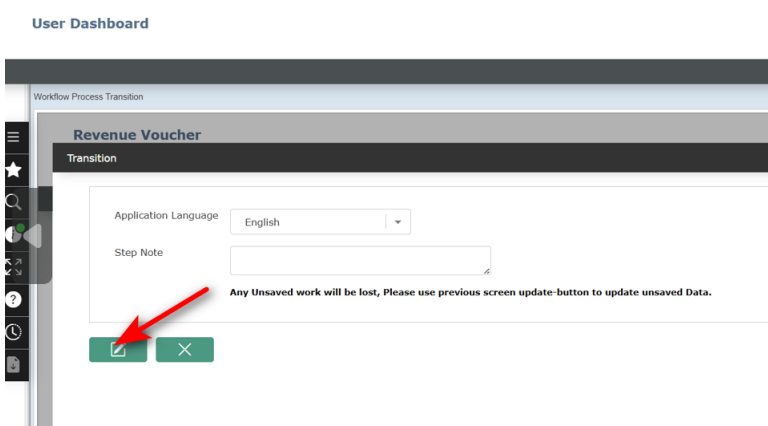 User Dashboard
Workflow Process Transition
Revenue Voucher
Transition
Application Language
English
Step Note
Any Unsaved work will be lost, Please use previous screen update-button to update unsaved Data.